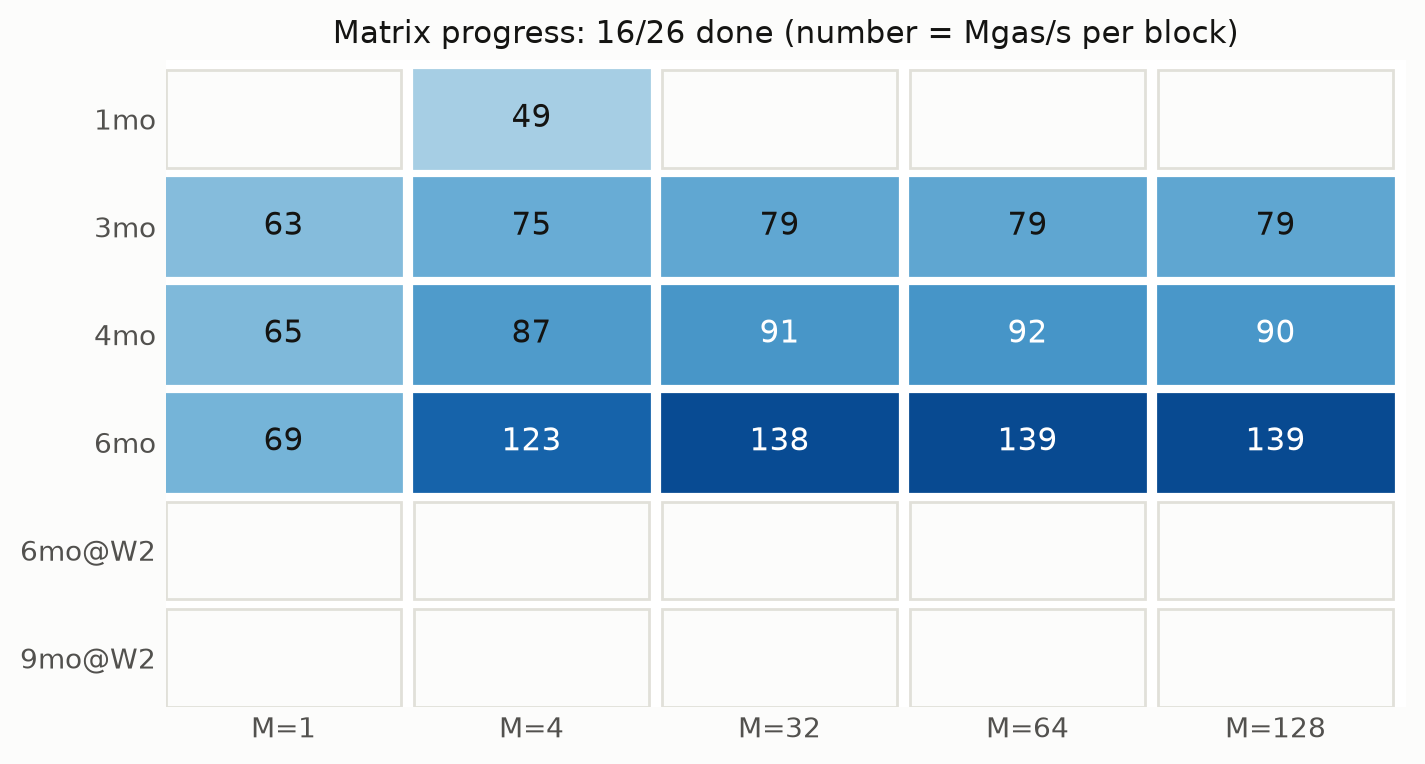 Matrix progress: 16/26 done (number = Mgas/s per block)
1mo 49
3mo 63 75 79 79 79
4mo 65 87 91 92 90
6mo 69 123 138 139 139
6mo@W2
9mo@W2
M=1 M=4 M=32 M=64 M=128